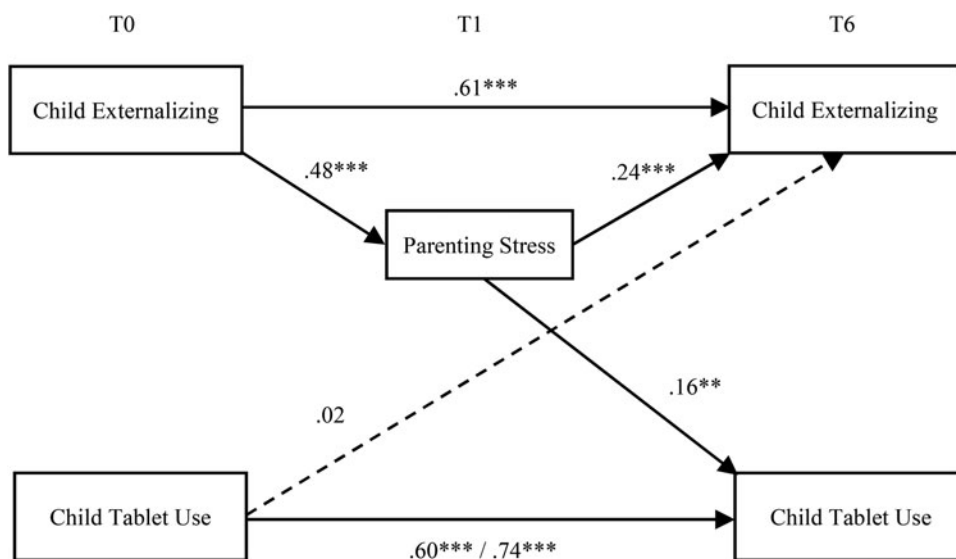 T0 T1 T6
Child Externalizing .61*** Child Externalizing
.48*** .24***
Parenting Stress
.16**
.02
Child Tablet Use Child Tablet Use
.60*** / .74***